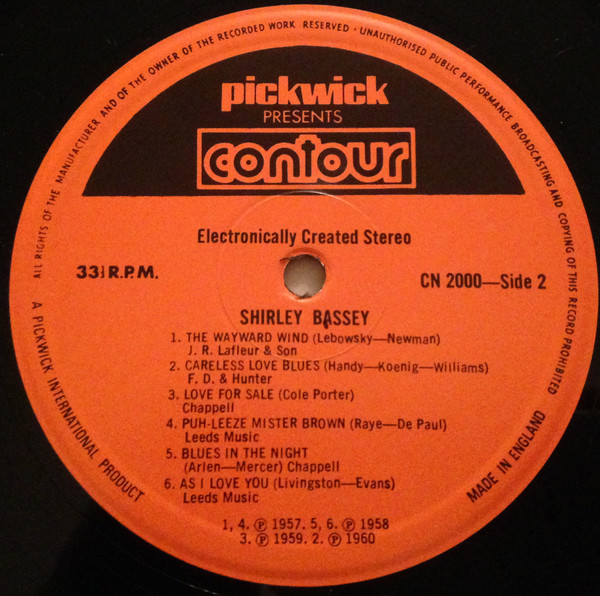 ALL RIGHTS OF THE MANUFACTURER AND OF THE OWNER OF THE RECORDED WORK RESERVED · UNAUTHORISED PUBLIC PERFORMANCE BROADCASTING AND COPYING OF THIS RECORD PROHIBITED
pickwick
PRESENTS
contour
Electronically Created Stereo
33⅓ R.P.M.
CN 2000—Side 2
SHIRLEY BASSEY
1. THE WAYWARD WIND (Lebowsky—Newman)
J. R. Lafleur & Son
2. CARELESS LOVE BLUES (Handy—Koenig—Williams)
F. D. & Hunter
3. LOVE FOR SALE (Cole Porter)
Chappell
4. PUH-LEEZE MISTER BROWN (Raye—De Paul)
Leeds Music
5. BLUES IN THE NIGHT
(Arlen—Mercer) Chappell
6. AS I LOVE YOU (Livingston—Evans)
Leeds Music
1, 4. ℗ 1957. 5, 6. ℗ 1958
3. ℗ 1959. 2. ℗ 1960
A PICKWICK INTERNATIONAL PRODUCT
MADE IN ENGLAND